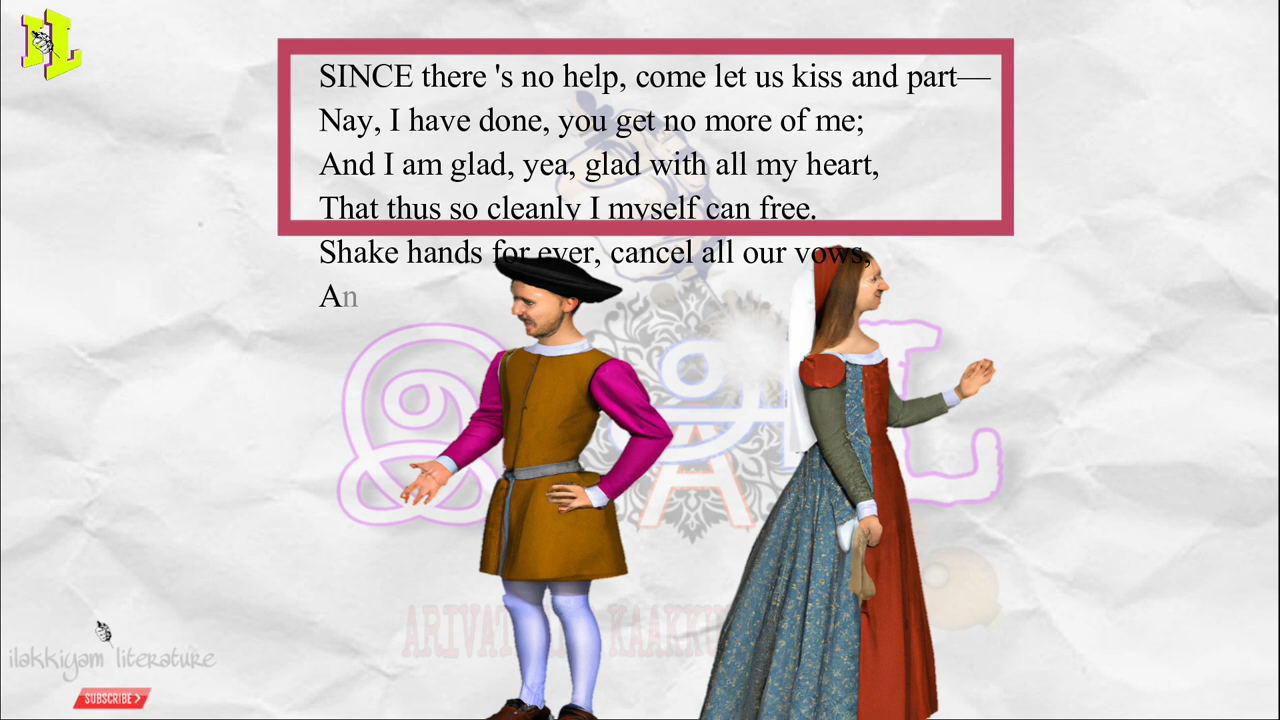 IL
SINCE there 's no help, come let us kiss and part—
Nay, I have done, you get no more of me;
And I am glad, yea, glad with all my heart,
That thus so cleanly I myself can free.
Shake hands for ever, cancel all our vows,
An
ilakkiyam literature
SUBSCRIBE >